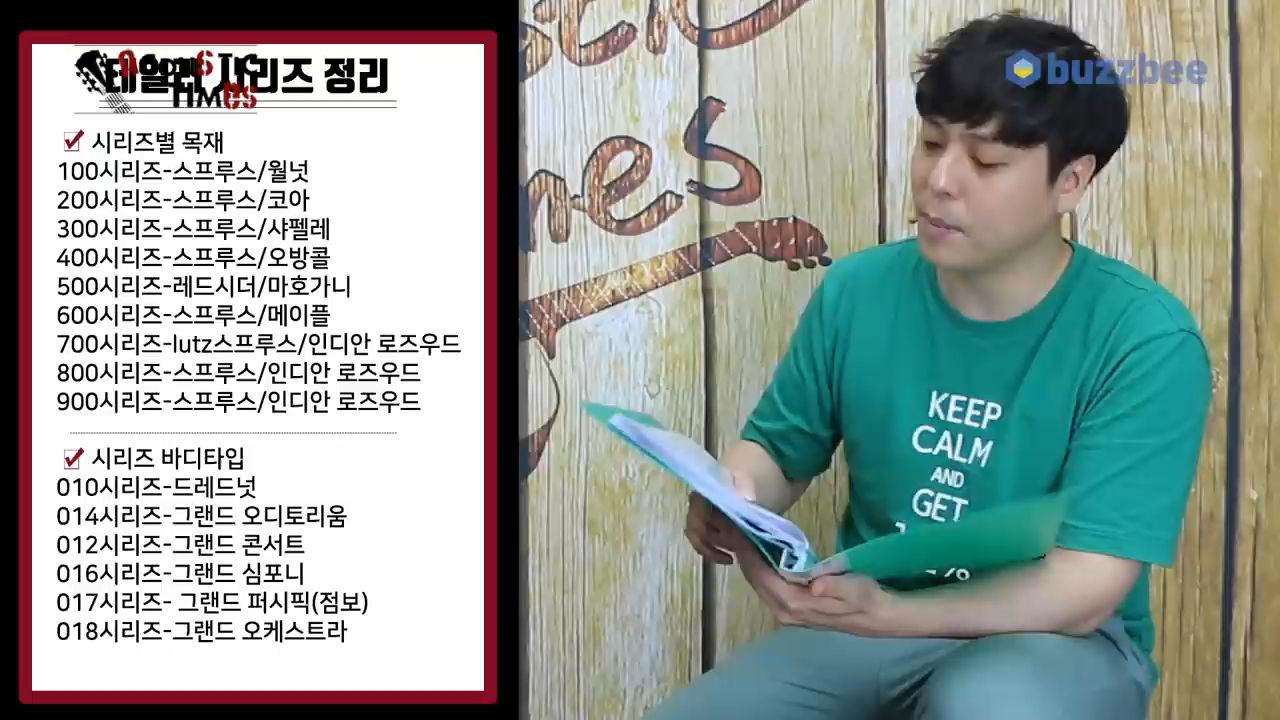 테일러 시리즈 정리
시리즈별 목재
100시리즈-스프루스/월넛
200시리즈-스프루스/코아
300시리즈-스프루스/샤펠레
400시리즈-스프루스/오방콜
500시리즈-레드시더/마호가니
600시리즈-스프루스/메이플
700시리즈-lutz스프루스/인디안 로즈우드
800시리즈-스프루스/인디안 로즈우드
900시리즈-스프루스/인디안 로즈우드
시리즈 바디타입
010시리즈-드레드넛
014시리즈-그랜드 오디토리움
012시리즈-그랜드 콘서트
016시리즈-그랜드 심포니
017시리즈- 그랜드 퍼시픽(점보)
018시리즈-그랜드 오케스트라
buzzbee
KEEP
CALM
AND
GET